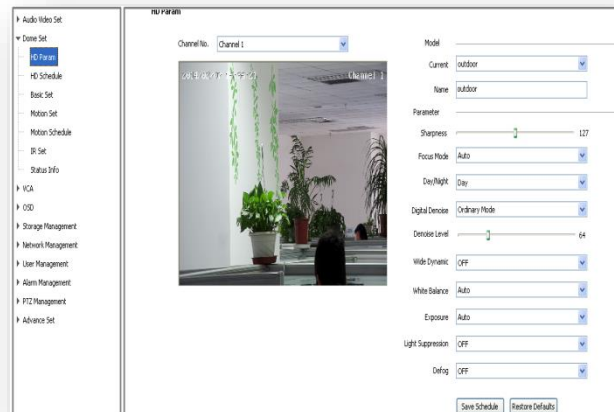 HD Param
Audio Video Set
Dome Set
HD Param
HD Schedule
Basic Set
Motion Set
Motion Schedule
IR Set
Status Info
VCA
OSD
Storage Management
Network Management
User Management
Alarm Management
PTZ Management
Advance Set
Channel No. Channel 1
Channel 1
Model
Current outdoor
Name outdoor
Parameter
Sharpness 127
Focus Mode Auto
Day/Night Day
Digital Denoise Ordinary Mode
Denoise Level 64
Wide Dynamic OFF
White Balance Auto
Exposure Auto
Light Suppression OFF
Defog OFF
Save Schedule Restore Defaults